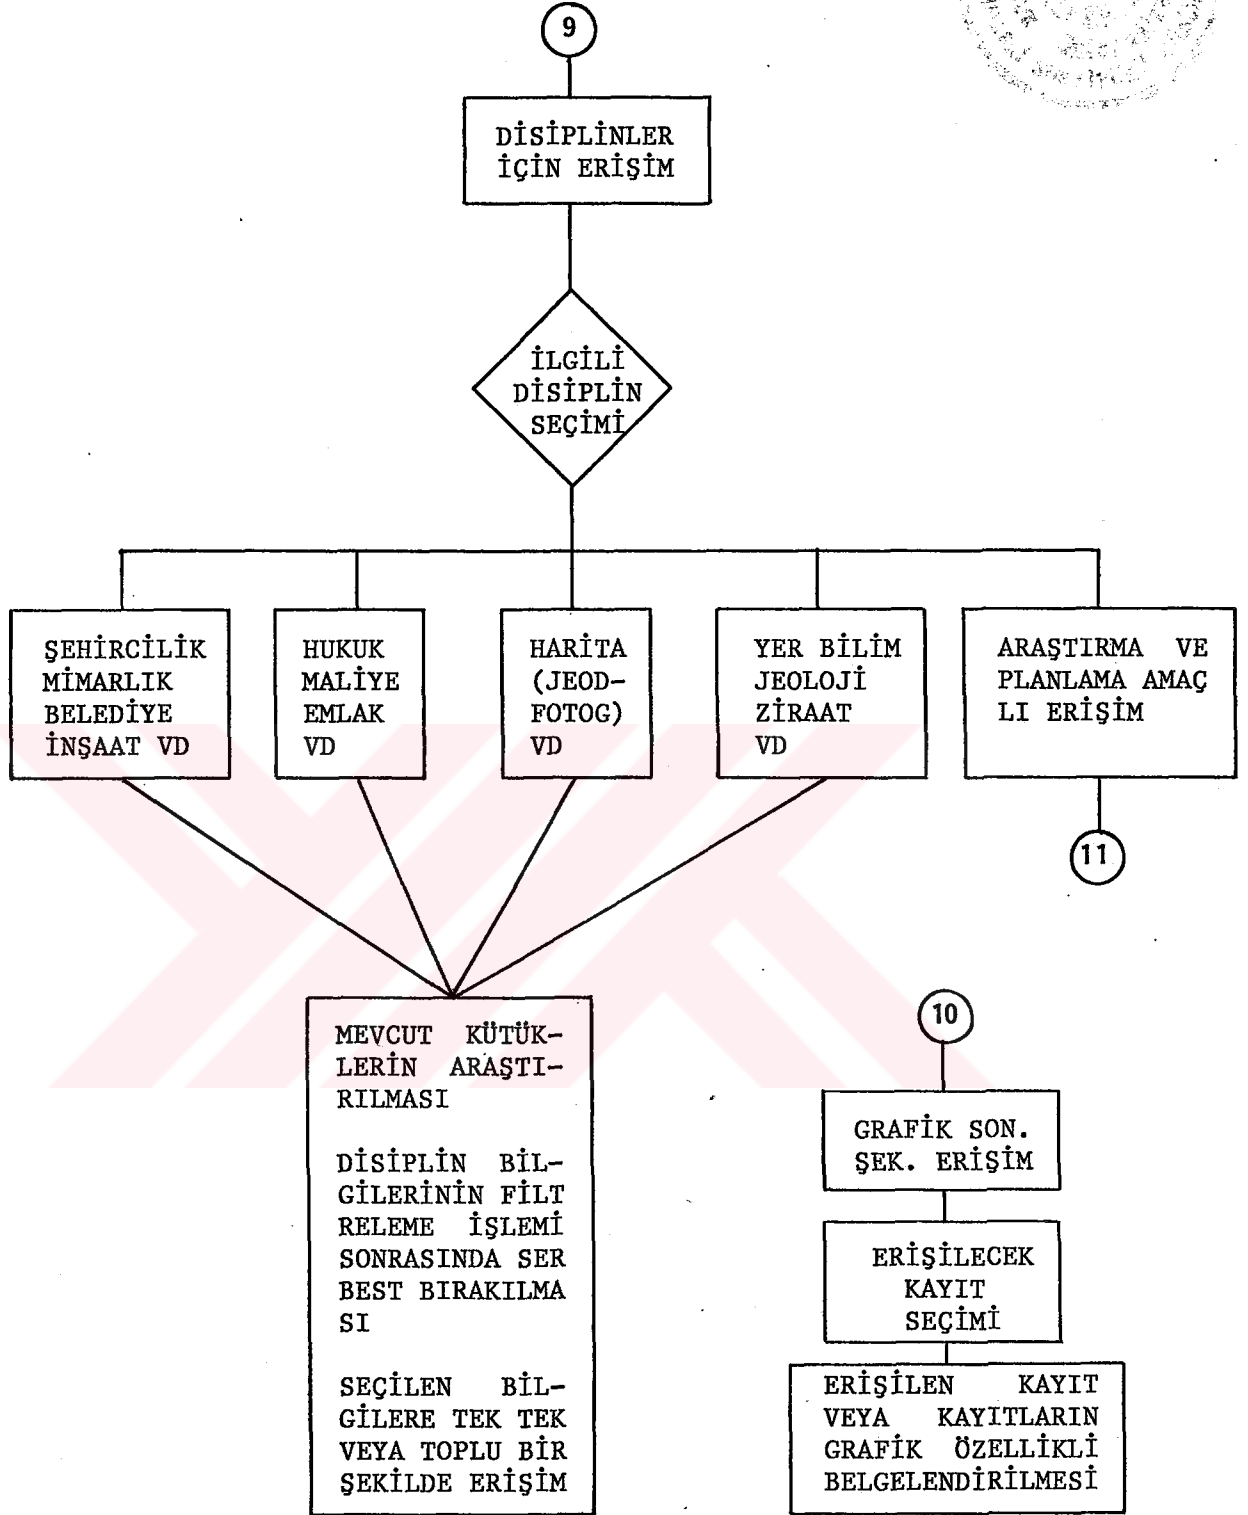 9
DİSİPLİNLER
İÇİN ERİŞİM
İLGİLİ
DİSİPLİN
SEÇİMİ
ŞEHİRCİLİK
MİMARLIK
BELEDİYE
İNŞAAT VD
HUKUK
MALİYE
EMLAK
VD
HARİTA
(JEOD-
FOTOG)
VD
YER BİLİM
JEOLOJİ
ZİRAAT
VD
ARAŞTIRMA VE
PLANLAMA AMAÇ
LI ERİŞİM
11
MEVCUT KÜTÜK-
LERİN ARAŞTI-
RILMASI
DİSİPLİN BİL-
GİLERİNİN FİLT
RELEME İŞLEMİ
SONRASINDA SER
BEST BIRAKILMA
SI
SEÇİLEN BİL-
GİLERE TEK TEK
VEYA TOPLU BİR
ŞEKİLDE ERİŞİM
10
GRAFİK SON.
ŞEK. ERİŞİM
ERİŞİLECEK
KAYIT
SEÇİMİ
ERİŞİLEN KAYIT
VEYA KAYITLARIN
GRAFİK ÖZELLİKLİ
BELGELENDİRİLMESİ